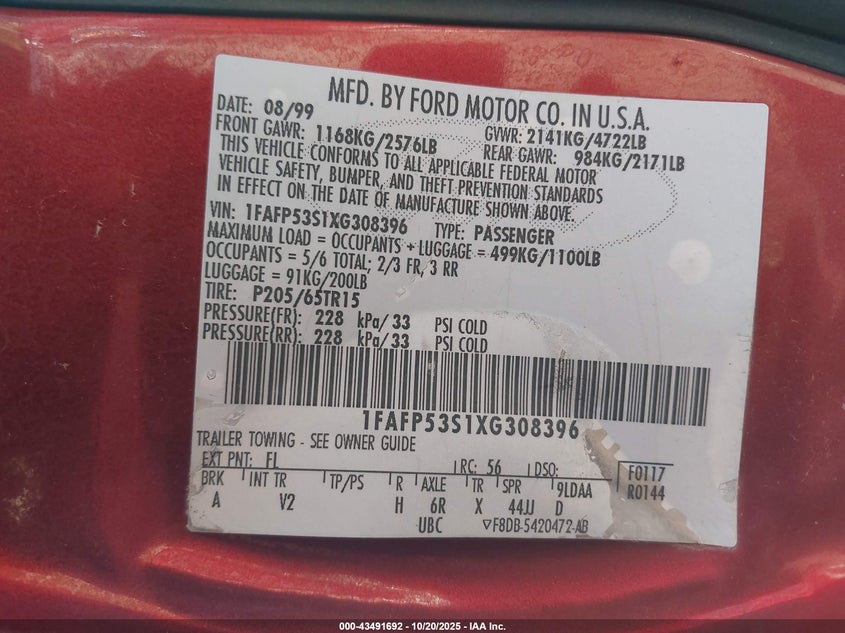 MFD. BY FORD MOTOR CO. IN U.S.A.
DATE: 08/99 GVWR: 2141KG/4722LB
FRONT GAWR: 1168KG/2576LB REAR GAWR: 984KG/2171LB
THIS VEHICLE CONFORMS TO ALL APPLICABLE FEDERAL MOTOR
VEHICLE SAFETY, BUMPER, AND THEFT PREVENTION STANDARDS
IN EFFECT ON THE DATE OF MANUFACTURE SHOWN ABOVE.
VIN: 1FAFP53S1XG308396 TYPE: PASSENGER
MAXIMUM LOAD = OCCUPANTS + LUGGAGE = 499KG/1100LB
OCCUPANTS = 5/6 TOTAL; 2/3 FR, 3 RR
LUGGAGE = 91KG/200LB
TIRE: P205/65TR15
PRESSURE(FR): 228 kPa/33 PSI COLD
PRESSURE(RR): 228 kPa/33 PSI COLD
1FAFP53S1XG308396
TRAILER TOWING - SEE OWNER GUIDE
EXT PNT: FL RC: 56 DSO: F0117
BRK INT TR TP/PS R AXLE TR SPR 9LDAA R0144
A V2 H 6R X 44JJ D
UBC ▽F8DB-5420472-AB
000-43491692 - 10/20/2025 - IAA Inc.